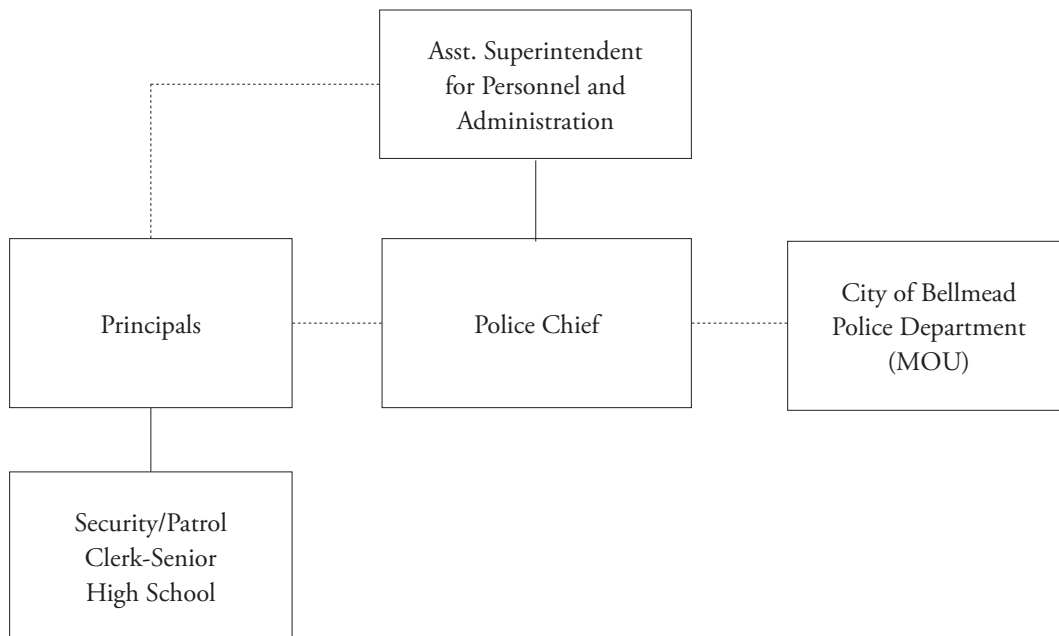 Asst. Superintendent
for Personnel and
Administration
Principals
Police Chief
City of Bellmead
Police Department
(MOU)
Security/Patrol
Clerk-Senior
High School